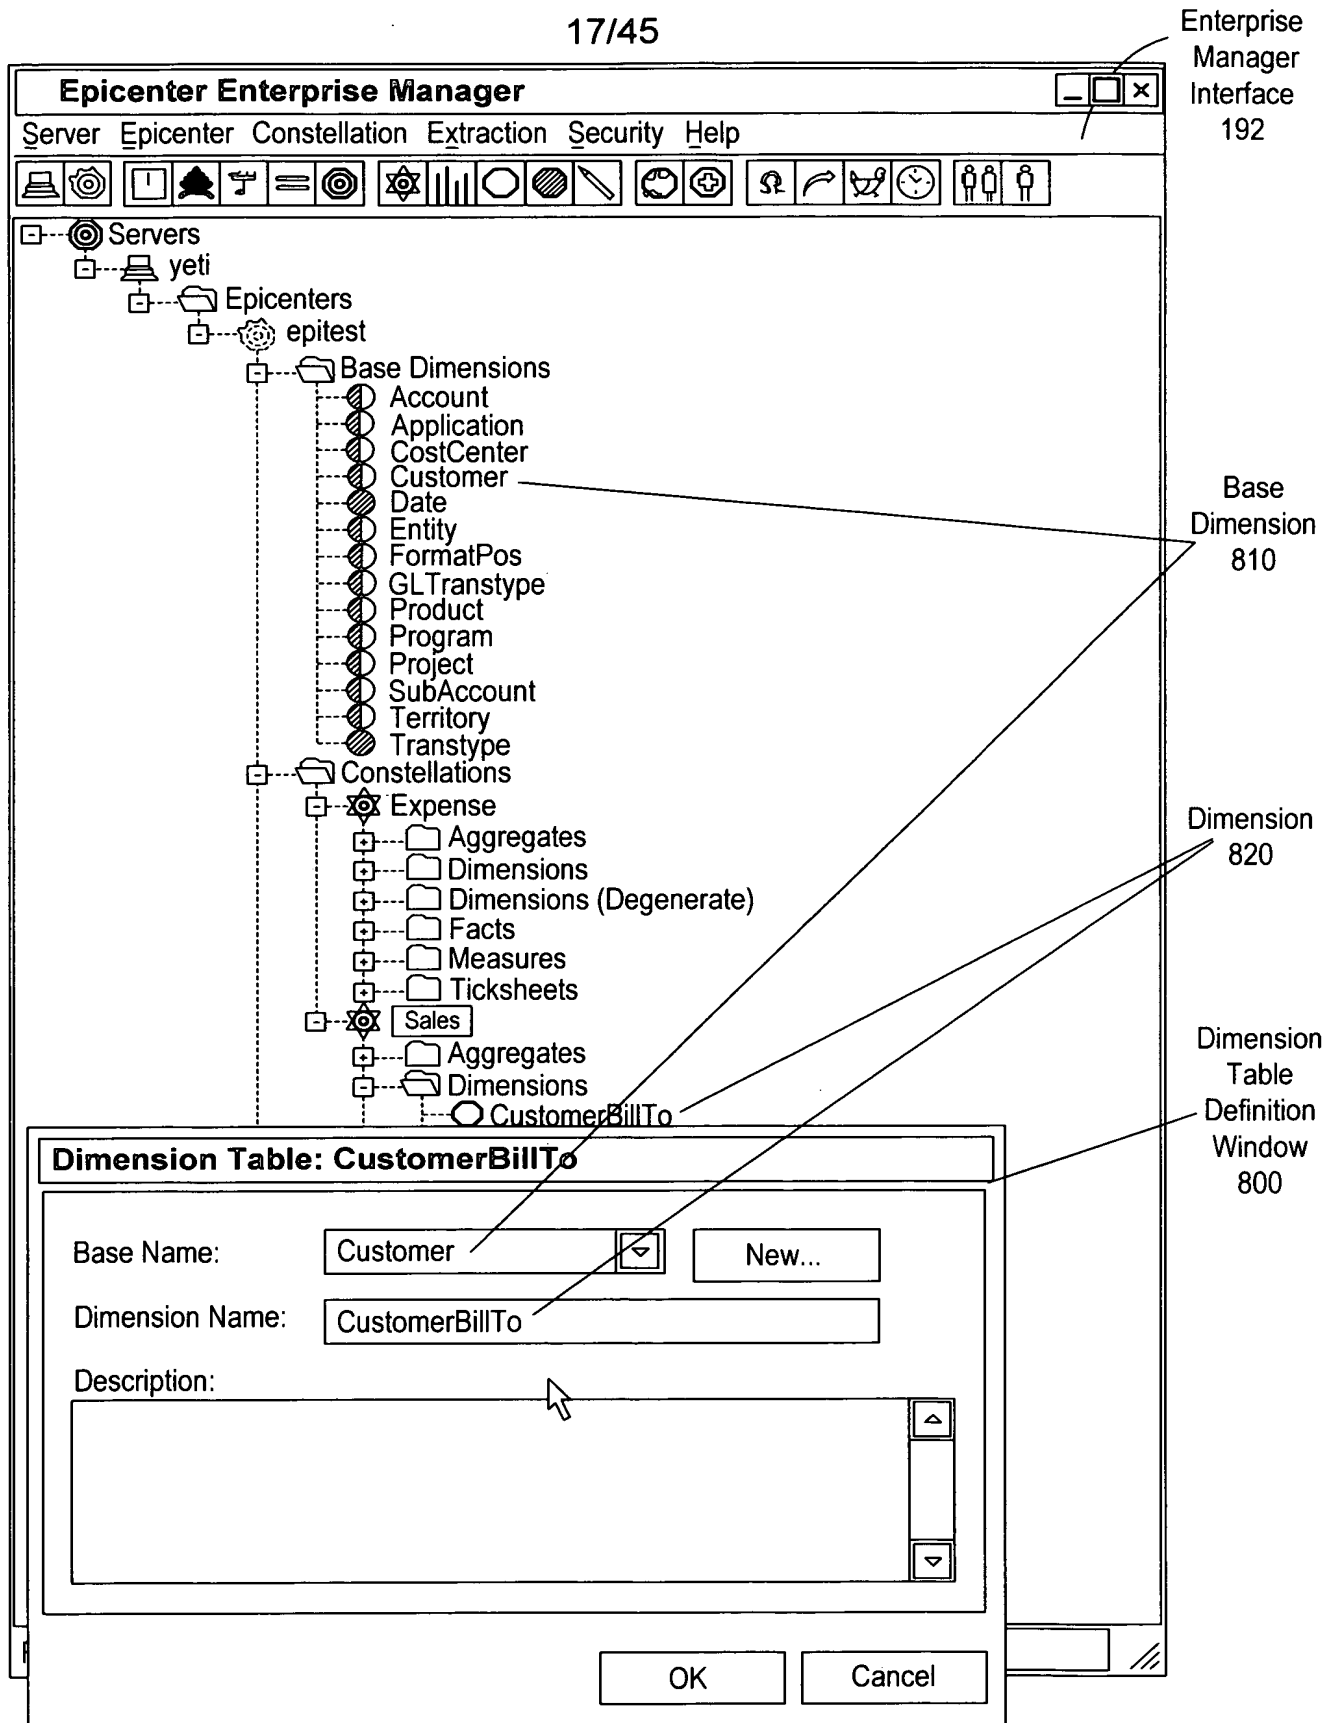 17/45
Enterprise
Manager
Interface
192
Epicenter Enterprise Manager
Server Epicenter Constellation Extraction Security Help
Servers
yeti
Epicenters
epitest
Base Dimensions
Account
Application
CostCenter
Customer
Date
Entity
FormatPos
GLTranstype
Product
Program
Project
SubAccount
Territory
Transtype
Constellations
Expense
Aggregates
Dimensions
Dimensions (Degenerate)
Facts
Measures
Ticksheets
Sales
Aggregates
Dimensions
CustomerBillTo
Base
Dimension
810
Dimension
820
Dimension
Table
Definition
Window
800
Dimension Table: CustomerBillTo
Base Name: Customer New...
Dimension Name: CustomerBillTo
Description:
OK Cancel